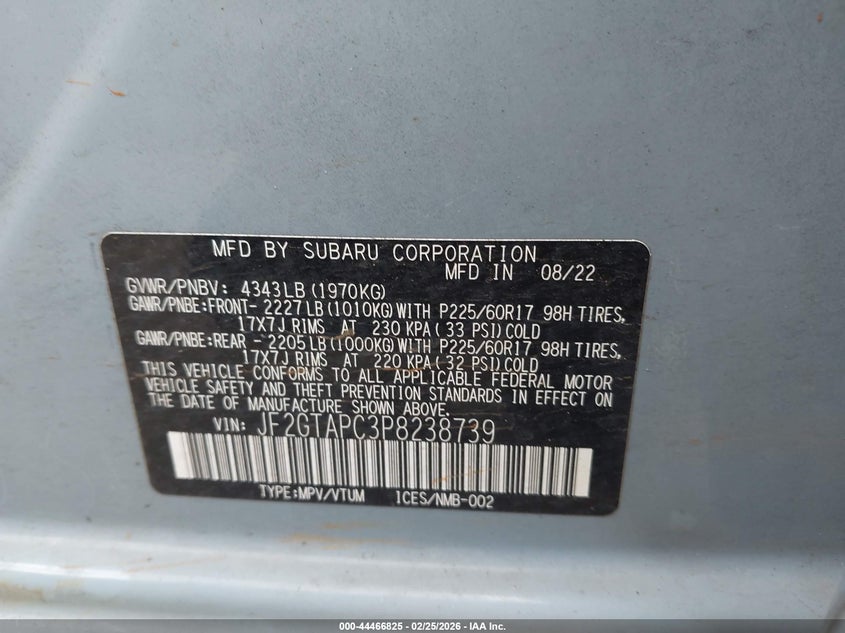 MFD BY SUBARU CORPORATION
MFD IN 08/22
GVWR/PNBV: 4343LB(1970KG)
GAWR/PNBE:FRONT- 2227LB(1010KG)WITH P225/60R17 98H TIRES,
17X7J RIMS AT 230 KPA( 33 PSI)COLD
GAWR/PNBE:REAR - 2205LB(1000KG)WITH P225/60R17 98H TIRES,
17X7J RIMS AT 220 KPA( 32 PSI)COLD
THIS VEHICLE CONFORMS TO ALL APPLICABLE FEDERAL MOTOR
VEHICLE SAFETY AND THEFT PREVENTION STANDARDS IN EFFECT ON
THE DATE OF MANUFACTURE SHOWN ABOVE.
VIN: JF2GTAPC3P8238739
TYPE:MPV/VTUM ICES/NMB-002
000-44466825 - 02/25/2026 - IAA Inc.